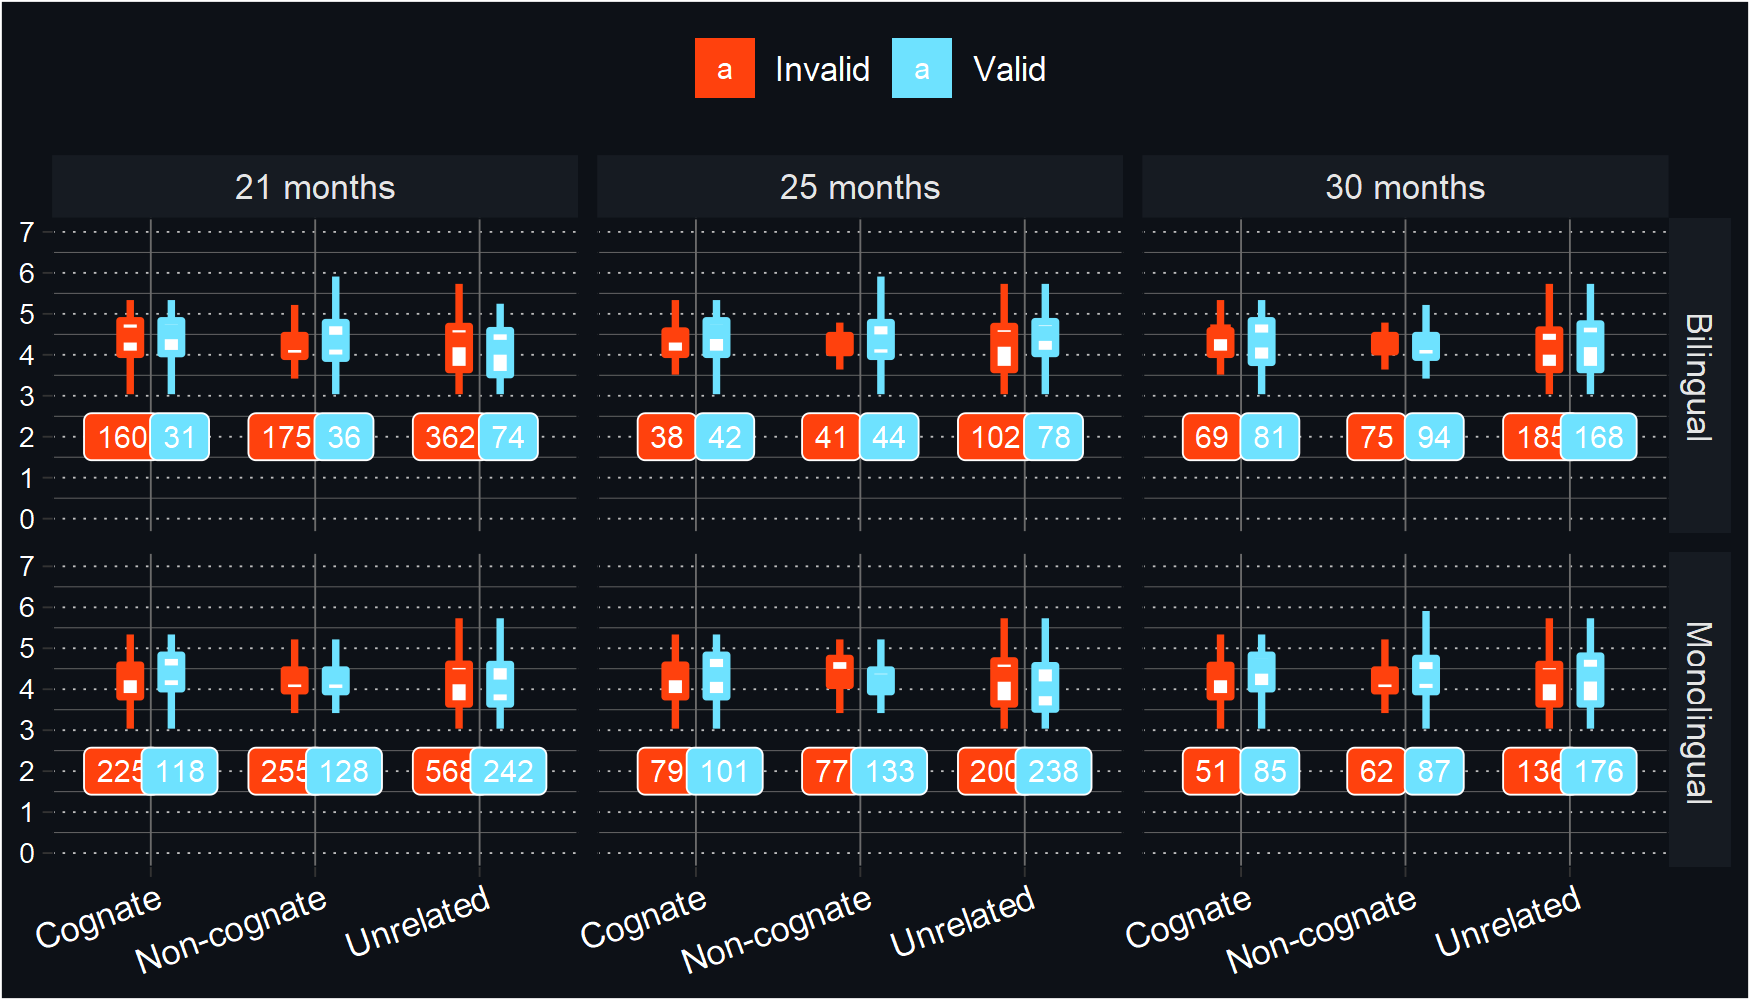 a Invalid a Valid
21 months 25 months 30 months
7
6
5
4
3
2
1
0
160 31 175 36 362 74 38 42 41 44 102 78 69 81 75 94 185 168
Bilingual
7
6
5
4
3
2
1
0
225 118 255 128 568 242 79 101 77 133 200 238 51 85 62 87 136 176
Monolingual
Cognate Non-cognate Unrelated Cognate Non-cognate Unrelated Cognate Non-cognate Unrelated